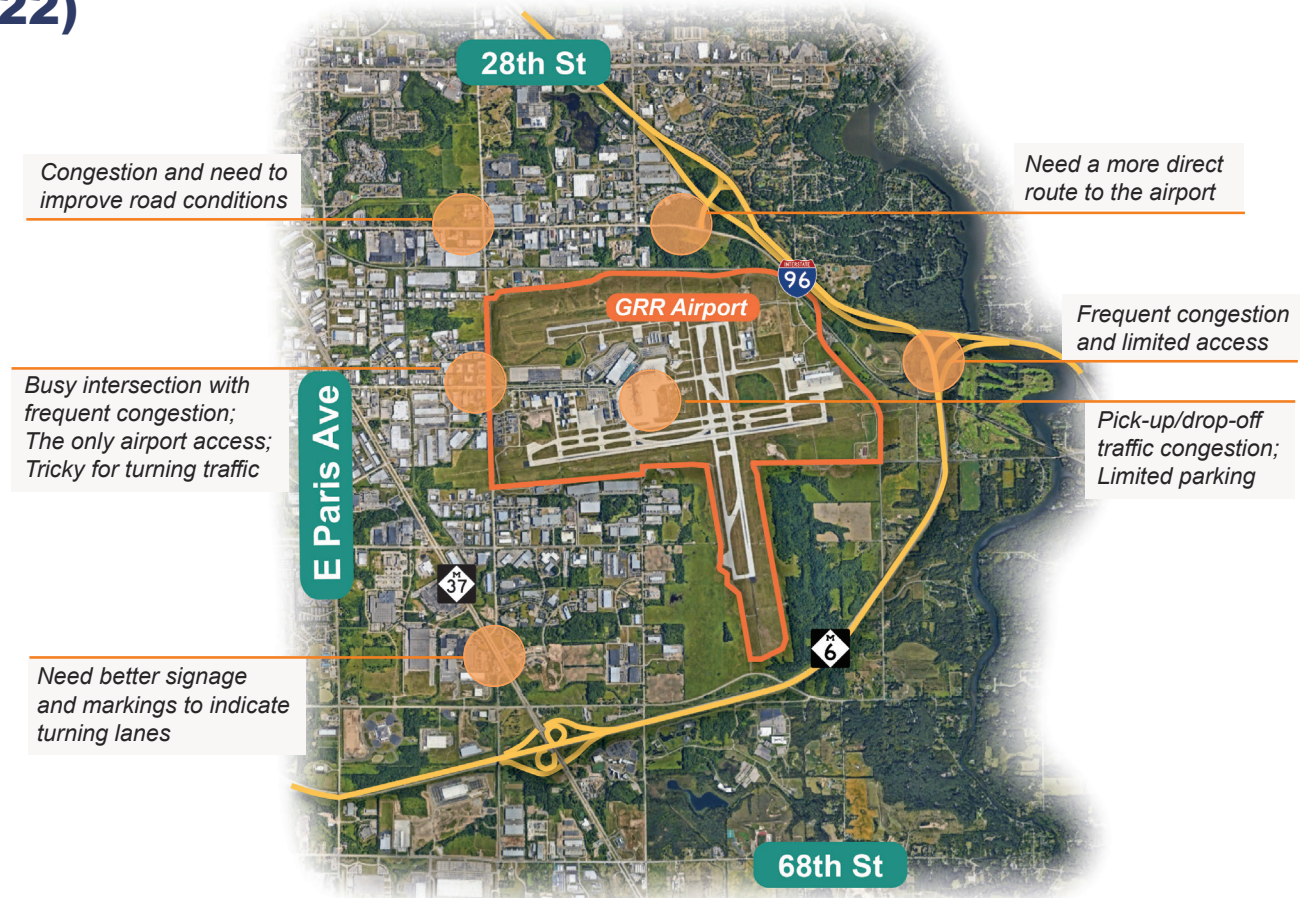 22)
28th St
Congestion and need to
improve road conditions
Need a more direct
route to the airport
INTERSTATE
96
GRR Airport
Frequent congestion
and limited access
Busy intersection with
frequent congestion;
The only airport access;
Tricky for turning traffic
E Paris Ave
Pick-up/drop-off
traffic congestion;
Limited parking
M
37
M
6
Need better signage
and markings to indicate
turning lanes
68th St